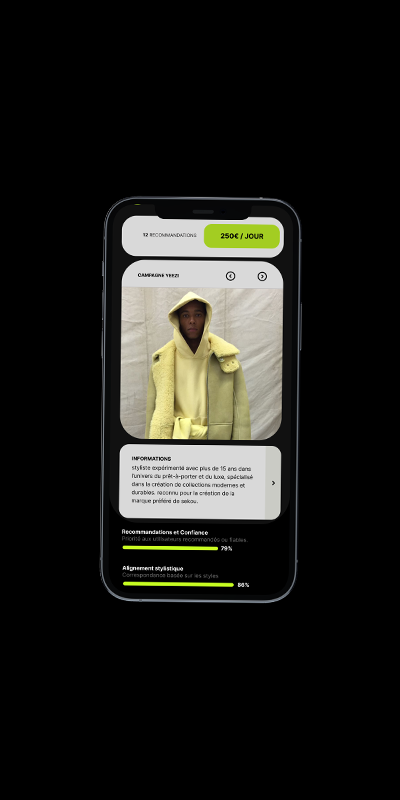 12 RECOMMANDATIONS
250€ / JOUR
CAMPAGNE YEEZI
INFORMATIONS
styliste expérimenté avec plus de 15 ans dans
l'univers du prêt-à-porter et du luxe, spécialisé
dans la création de collections modernes et
durables. reconnu pour la création de la
marque préféré de sekou.
Recommandations et Confiance
Priorité aux utilisateurs recommandés ou fiables.
79%
Alignement stylistique
Correspondance basée sur les styles
86%